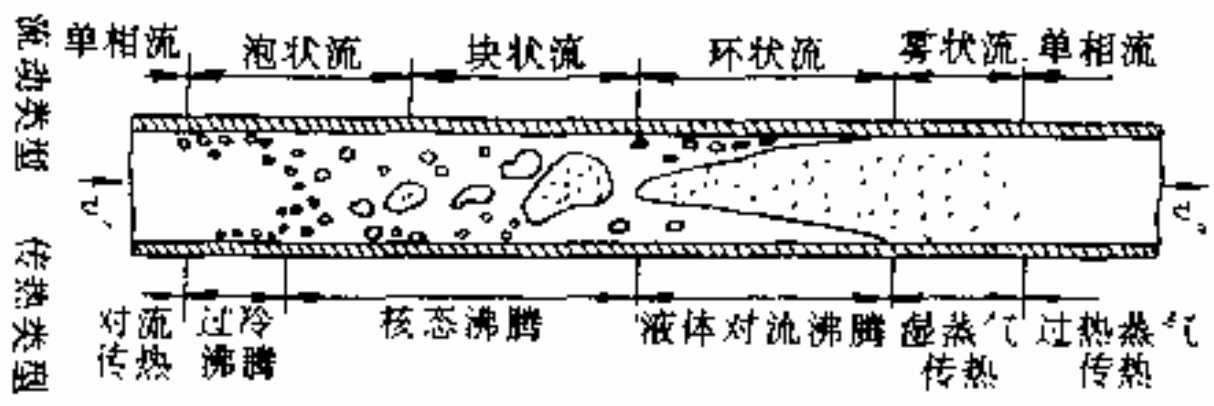 流动类型
单相流
泡状流
块状流
环状流
雾状流
单相流
传热类型
对流
传热
过冷
沸腾
核态沸腾
液体对流沸腾
湿蒸气
传热
过热蒸气
传热